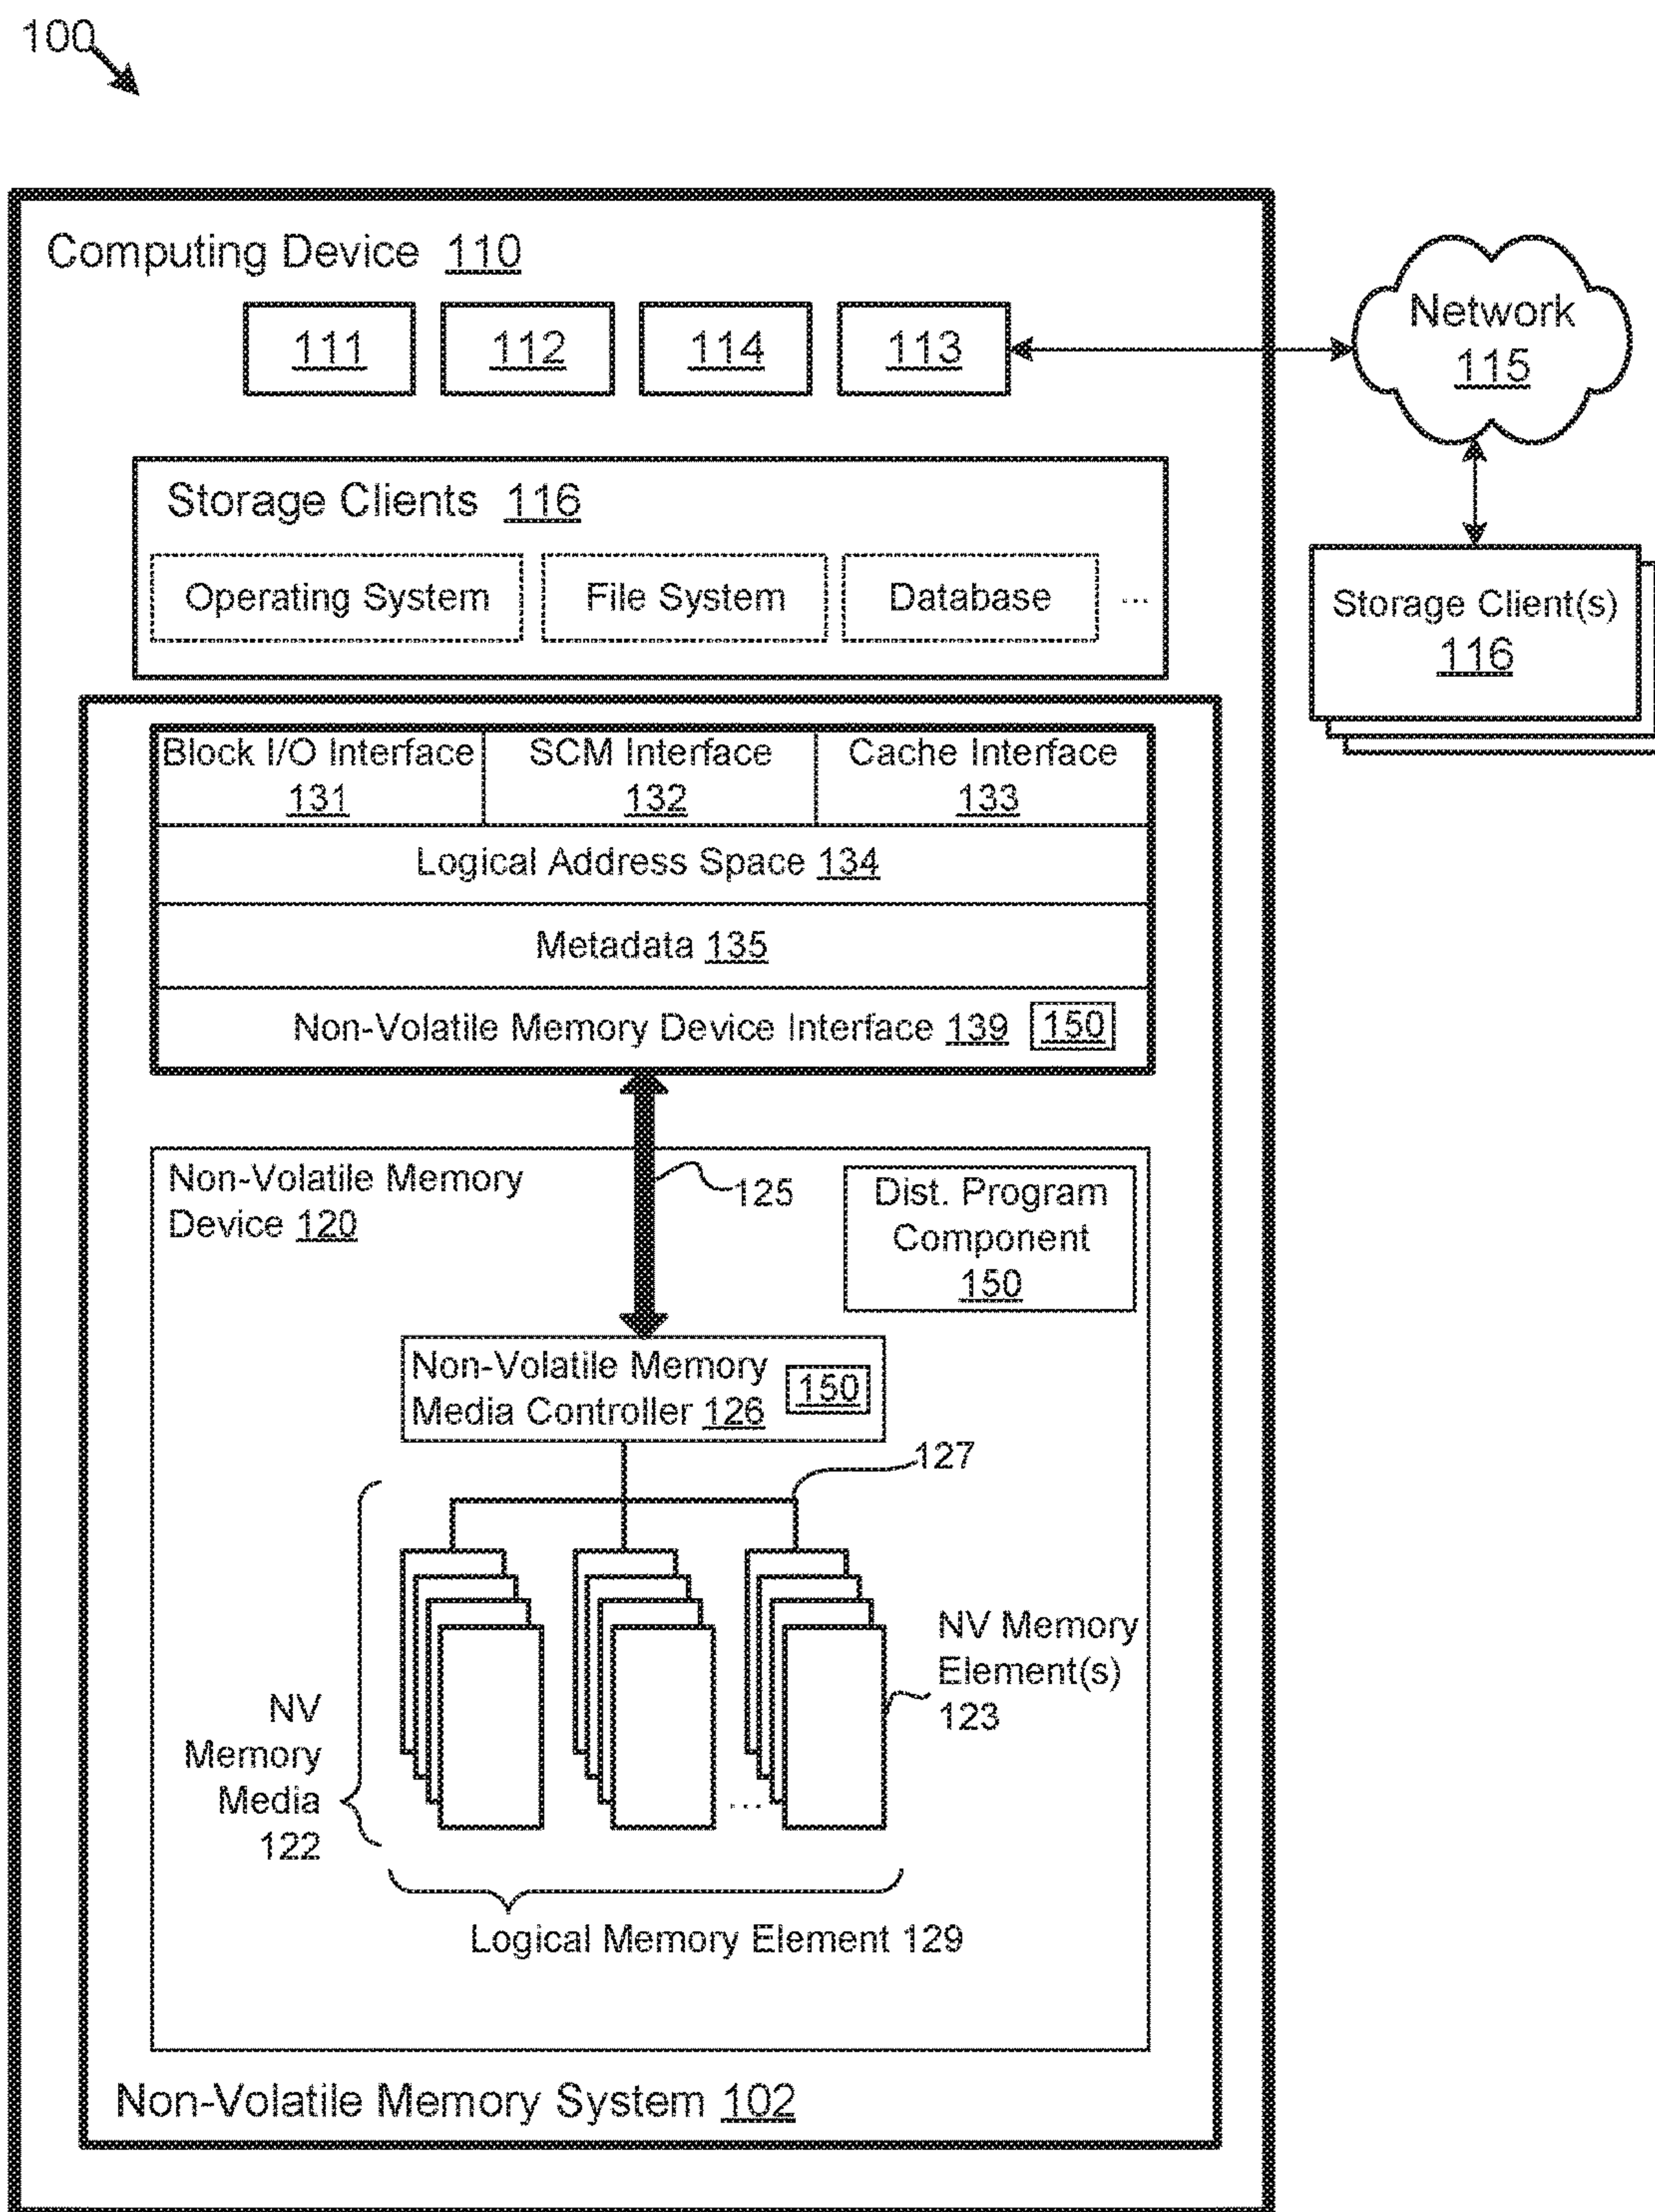 100
Computing Device 110
111
112
114
113
Network
115
Storage Clients 116
Operating System
File System
Database
...
Storage Client(s)
116
Block I/O Interface
131
SCM Interface
132
Cache Interface
133
Logical Address Space 134
Metadata 135
Non-Volatile Memory Device Interface 139
150
Non-Volatile Memory
Device 120
125
Dist. Program
Component
150
Non-Volatile Memory
Media Controller 126
150
127
NV Memory
Element(s)
123
NV
Memory
Media
122
...
Logical Memory Element 129
Non-Volatile Memory System 102